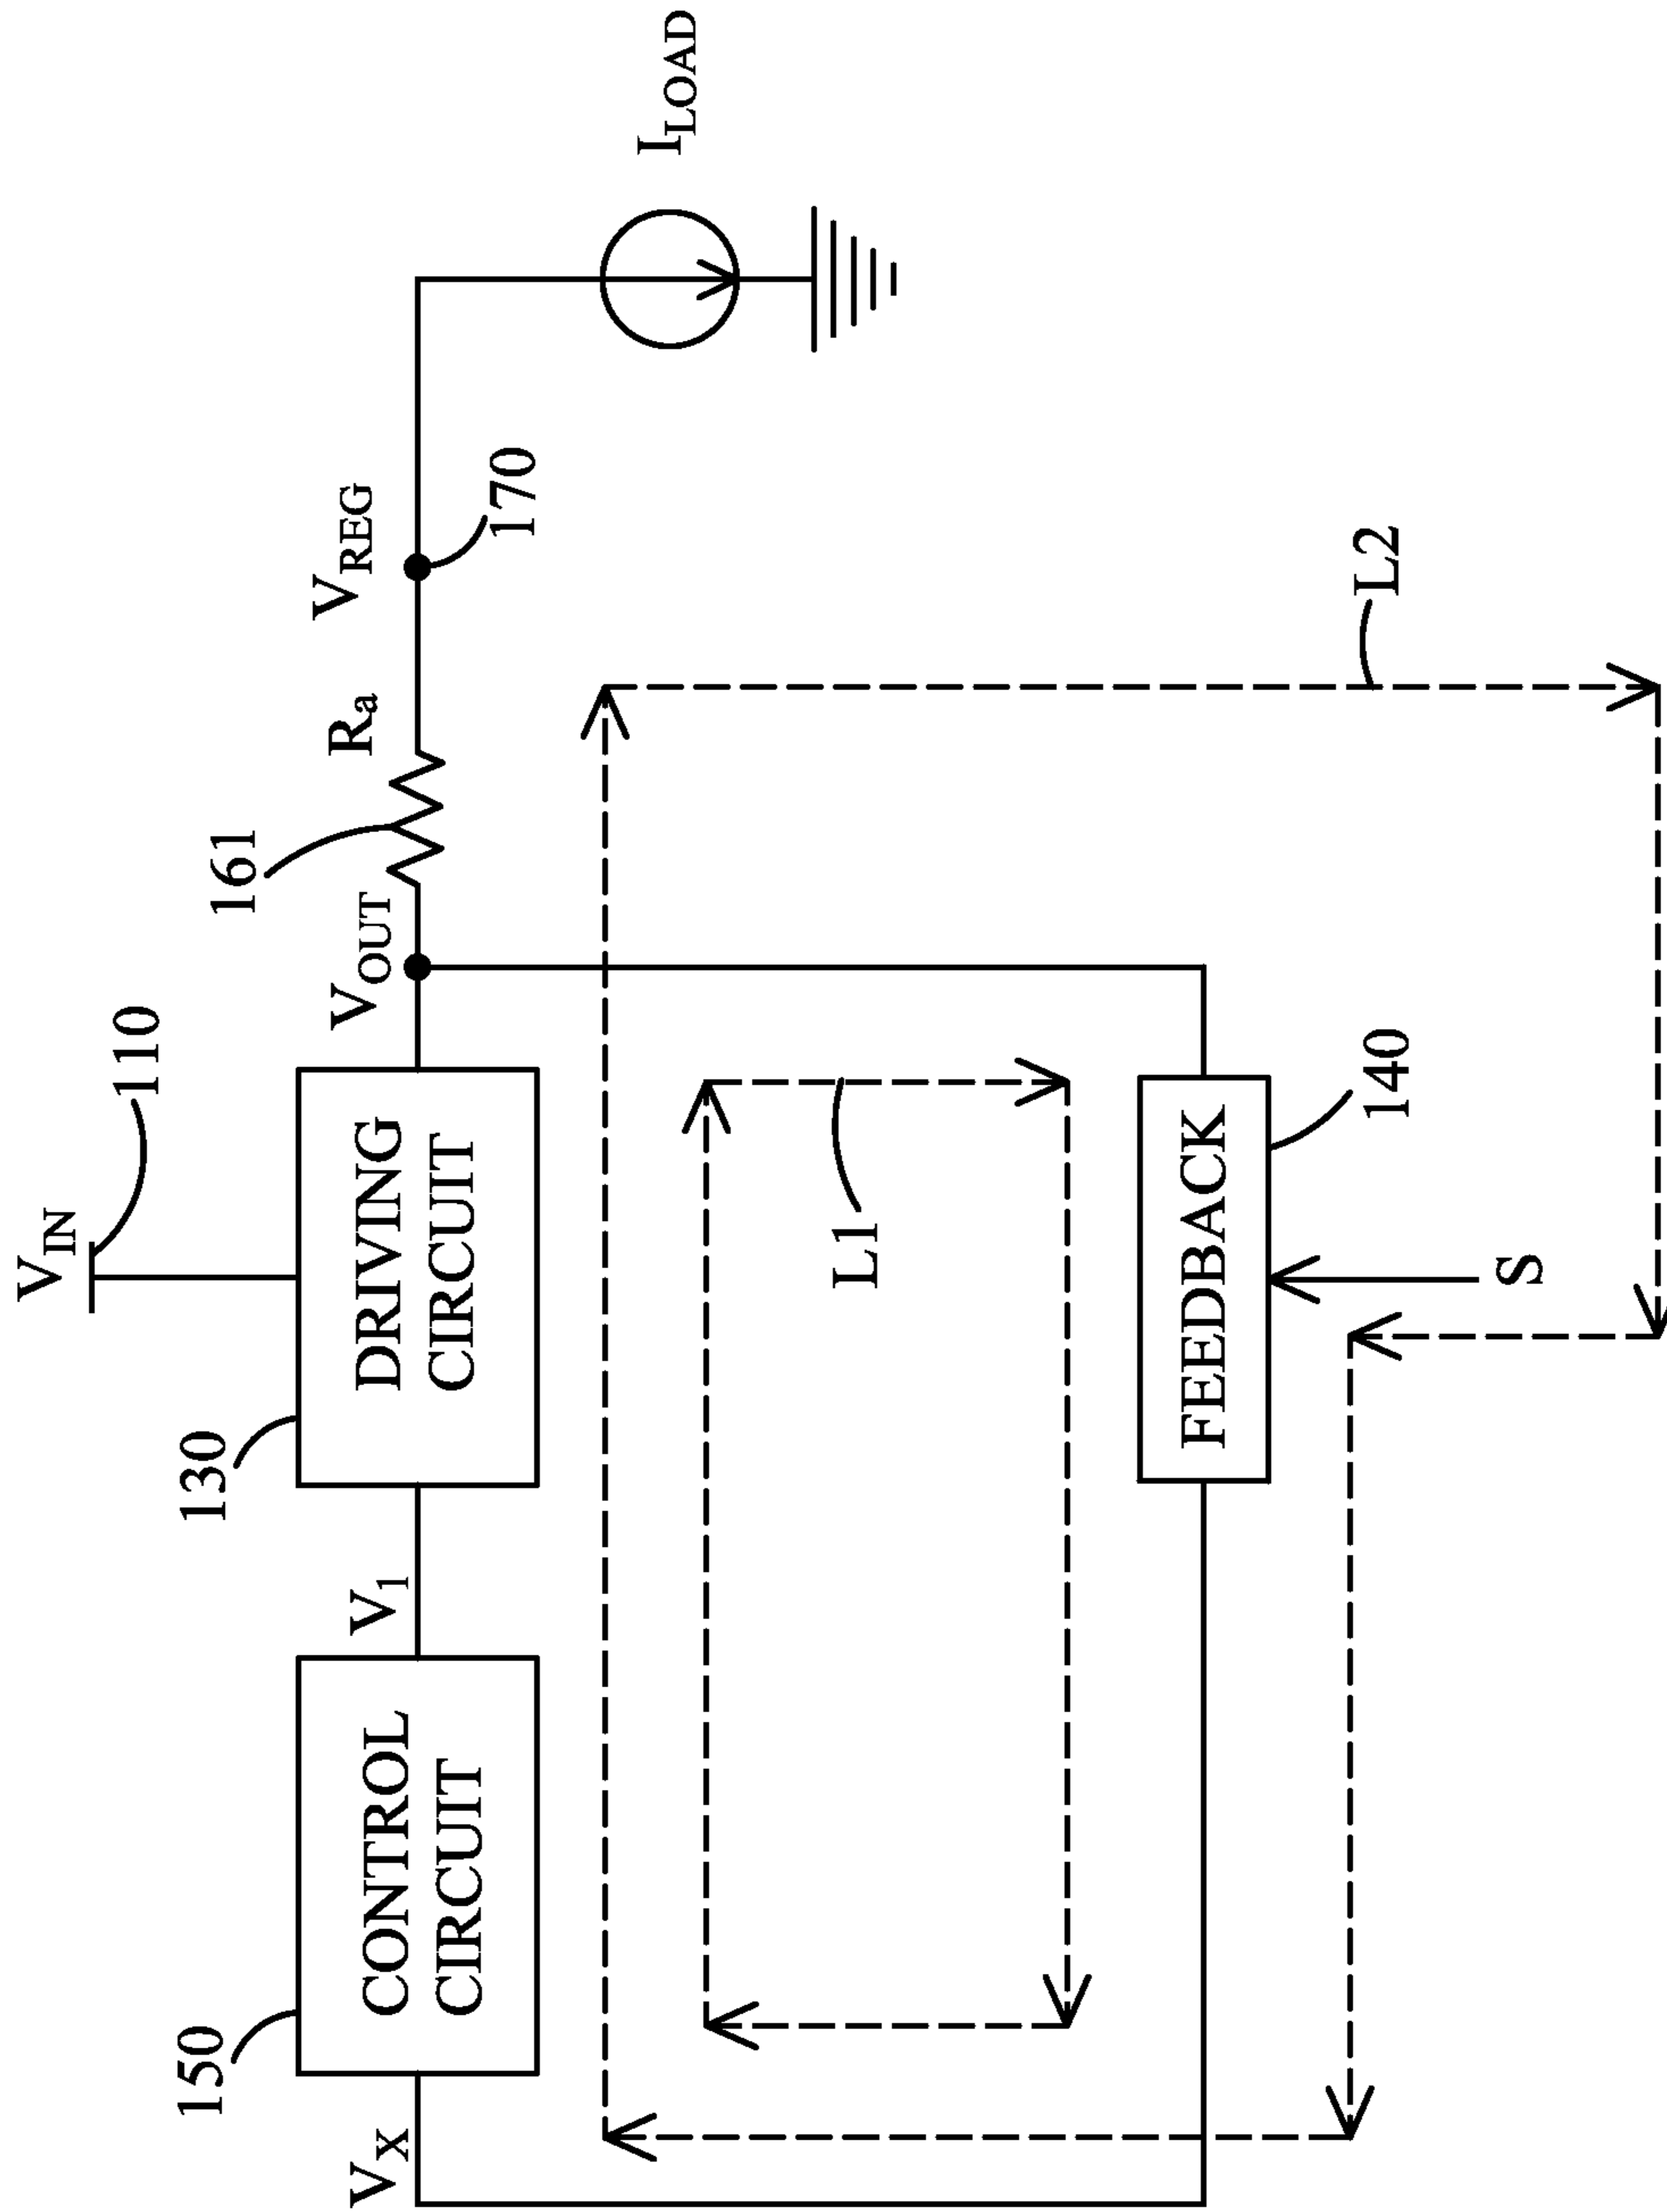 V_IN
110
150
130
161
V_X
CONTROL
CIRCUIT
V_1
DRIVING
CIRCUIT
V_OUT
R_a
V_REG
170
I_LOAD
L1
FEEDBACK
140
L2
S